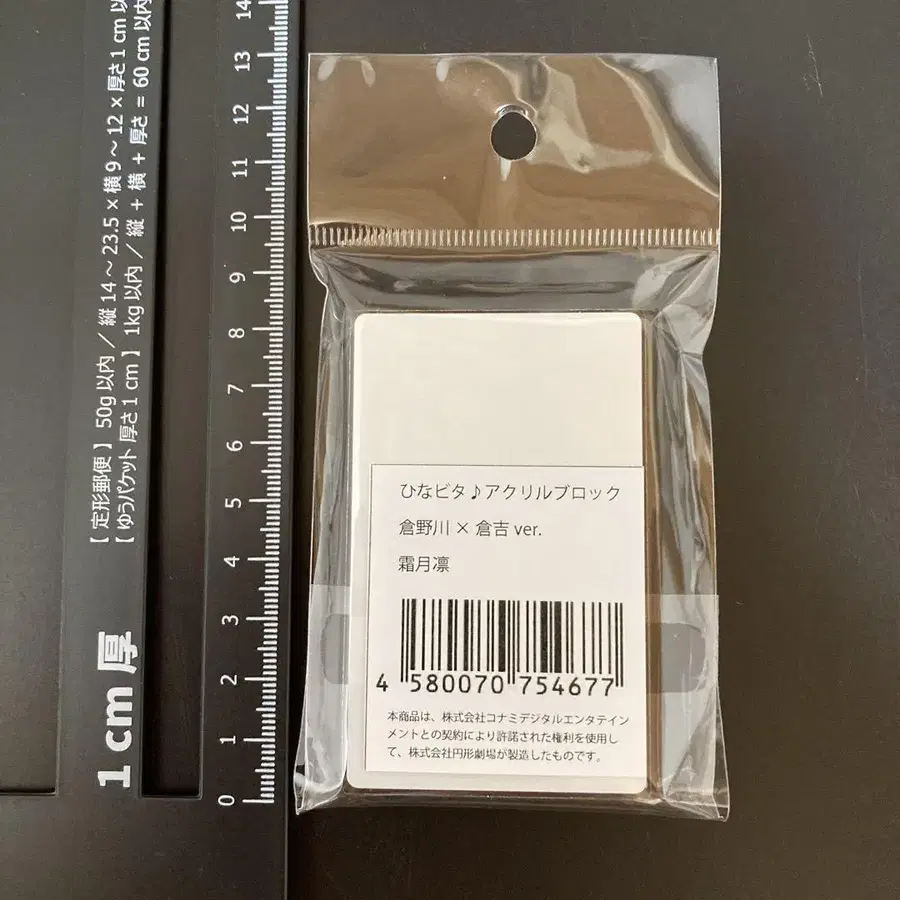 【 定形郵便 】 50g 以内 ／ 縦 14 〜 23.5 × 横 9 〜 12 × 厚さ 1 cm 以
【 ゆうパケット 厚さ 1 cm 】 1kg 以内 ／ 縦 + 横 + 厚さ = 60 cm 以内
1 cm 厚
14
13
12
11
10
9
8
7
6
5
4
3
2
1
0
ひなビタ♪アクリルブロック
倉野川 × 倉吉 ver.
霜月凛
4 580070 754677
本商品は、株式会社コナミデジタルエンタテイン
メントとの契約により許諾された権利を使用し
て、株式会社円形劇場が製造したものです。